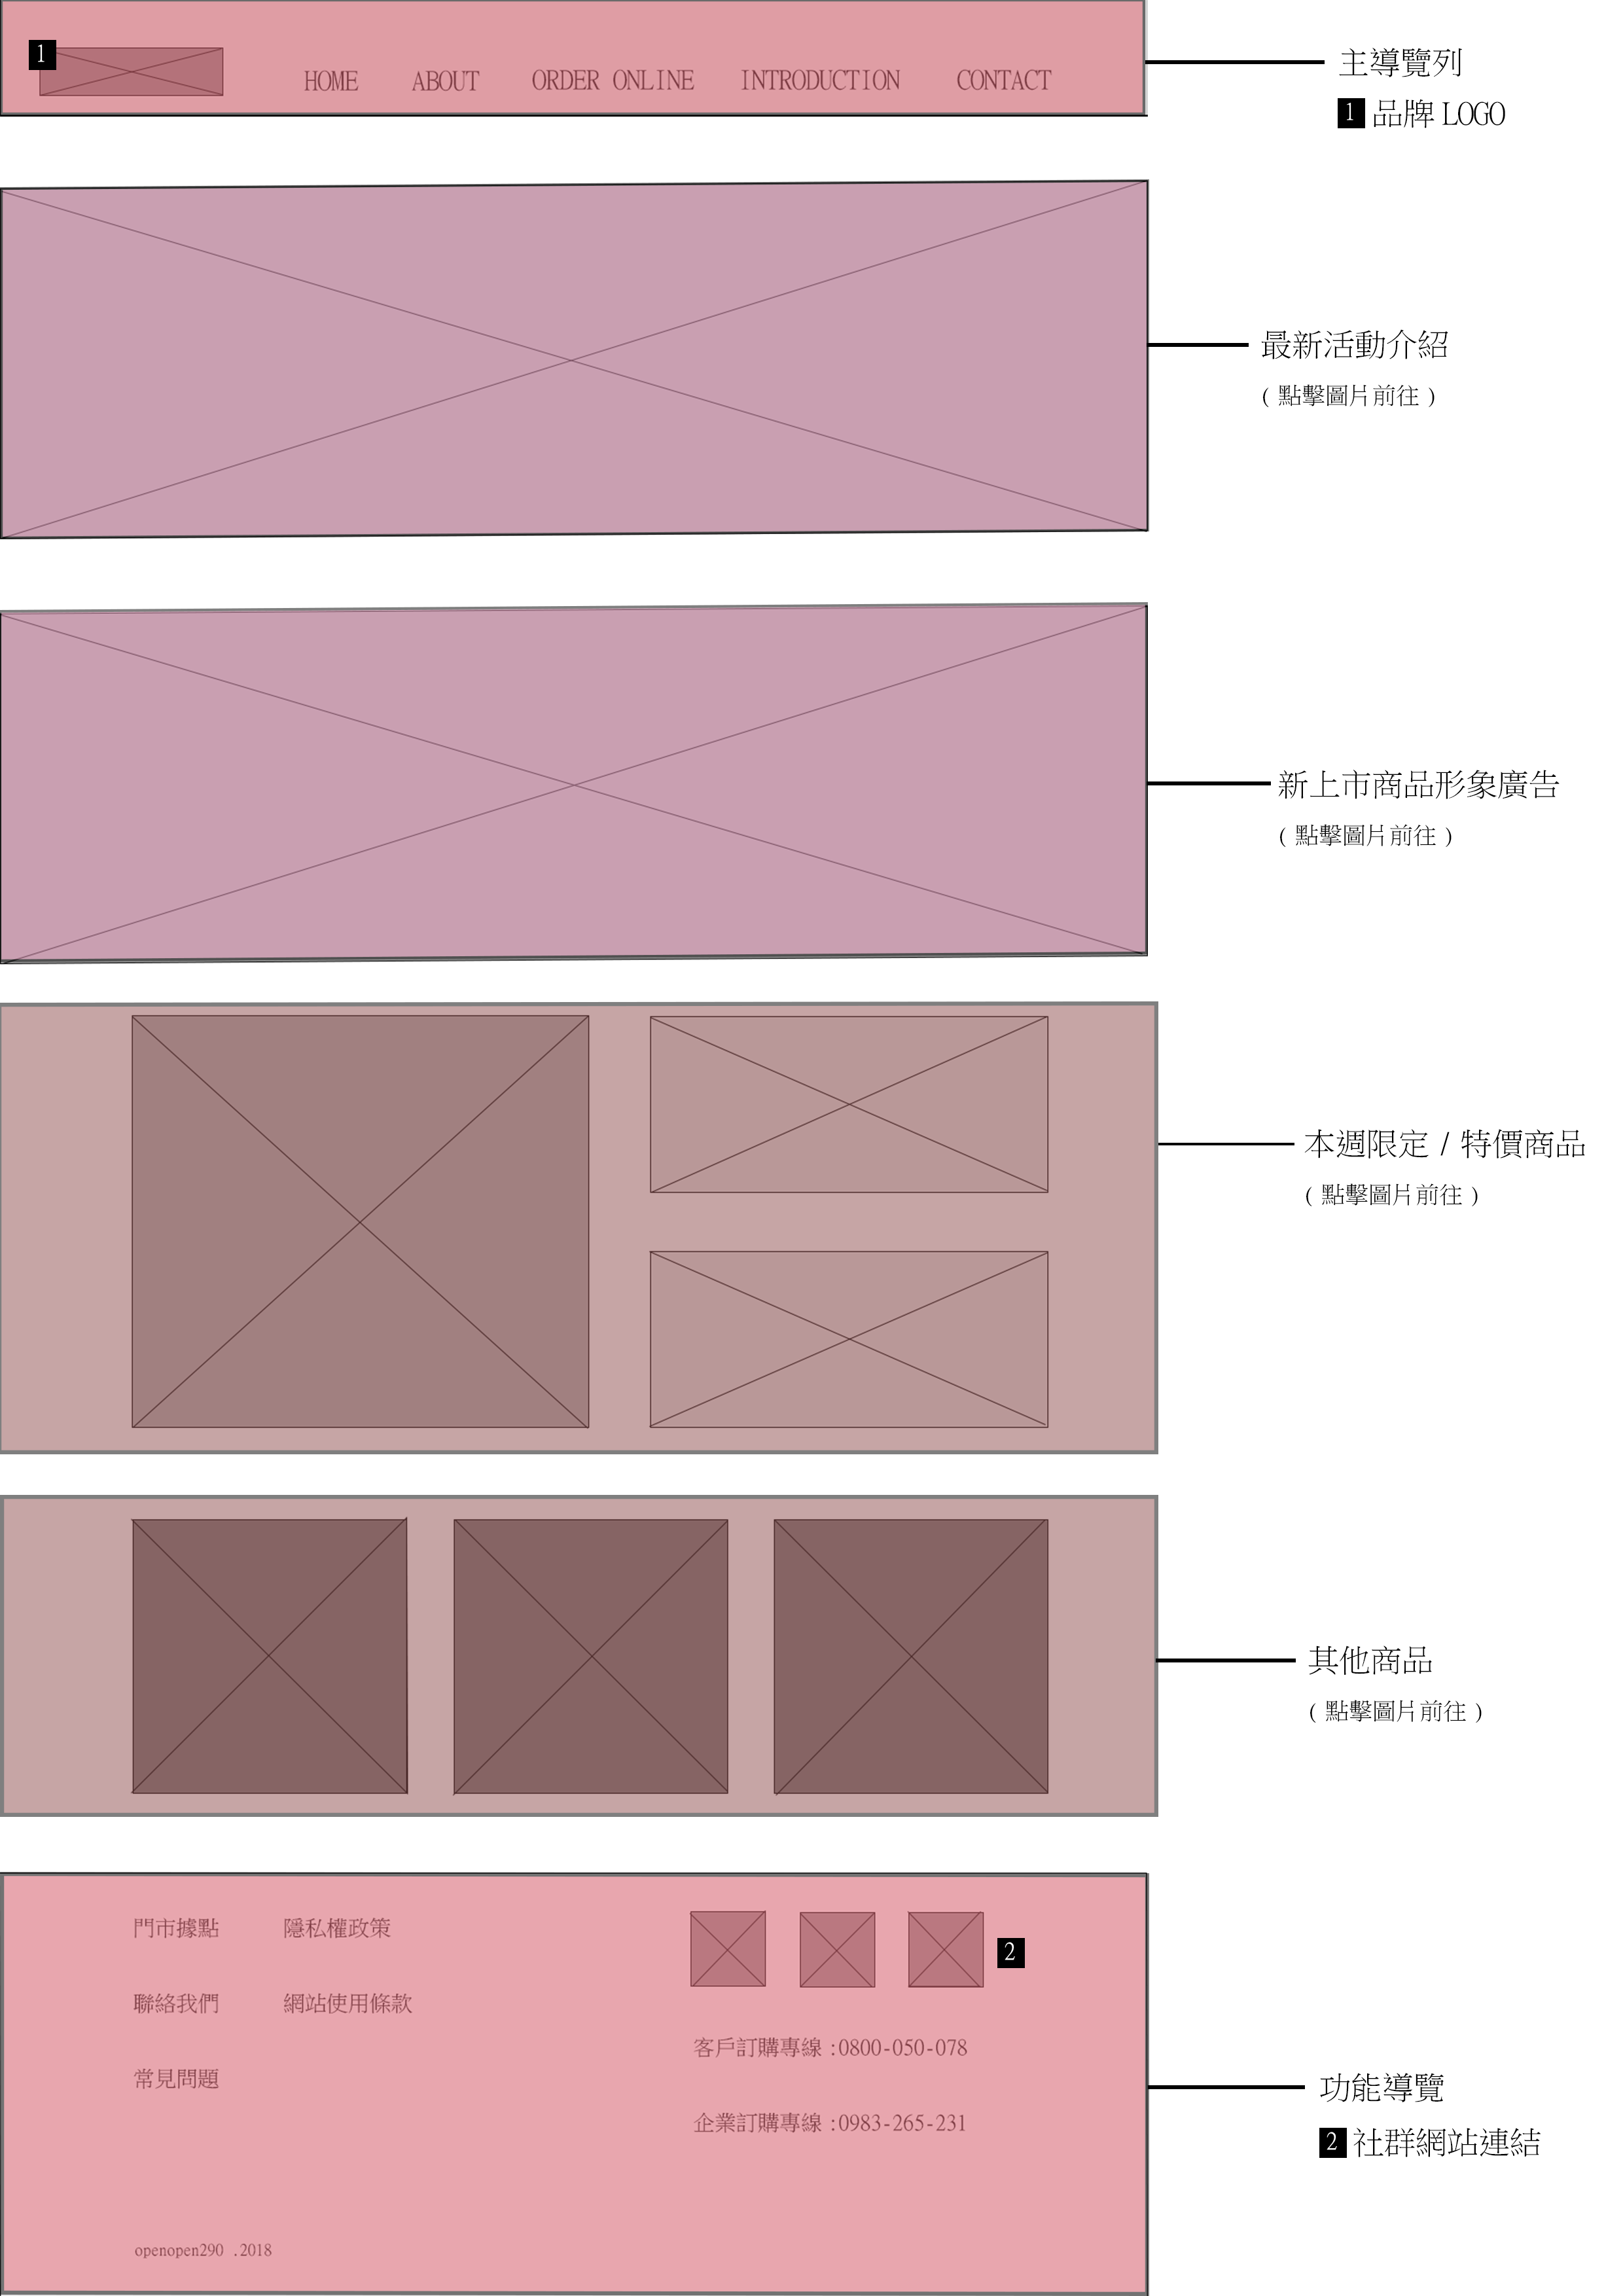 1
HOME ABOUT ORDER ONLINE INTRODUCTION CONTACT
主導覽列
1 品牌 LOGO
最新活動介紹
( 點擊圖片前往 )
新上市商品形象廣告
( 點擊圖片前往 )
本週限定 / 特價商品
( 點擊圖片前往 )
其他商品
( 點擊圖片前往 )
門市據點 隱私權政策
聯絡我們 網站使用條款
常見問題
2
客戶訂購專線 :0800-050-078
企業訂購專線 :0983-265-231
openopen290 .2018
功能導覽
2 社群網站連結